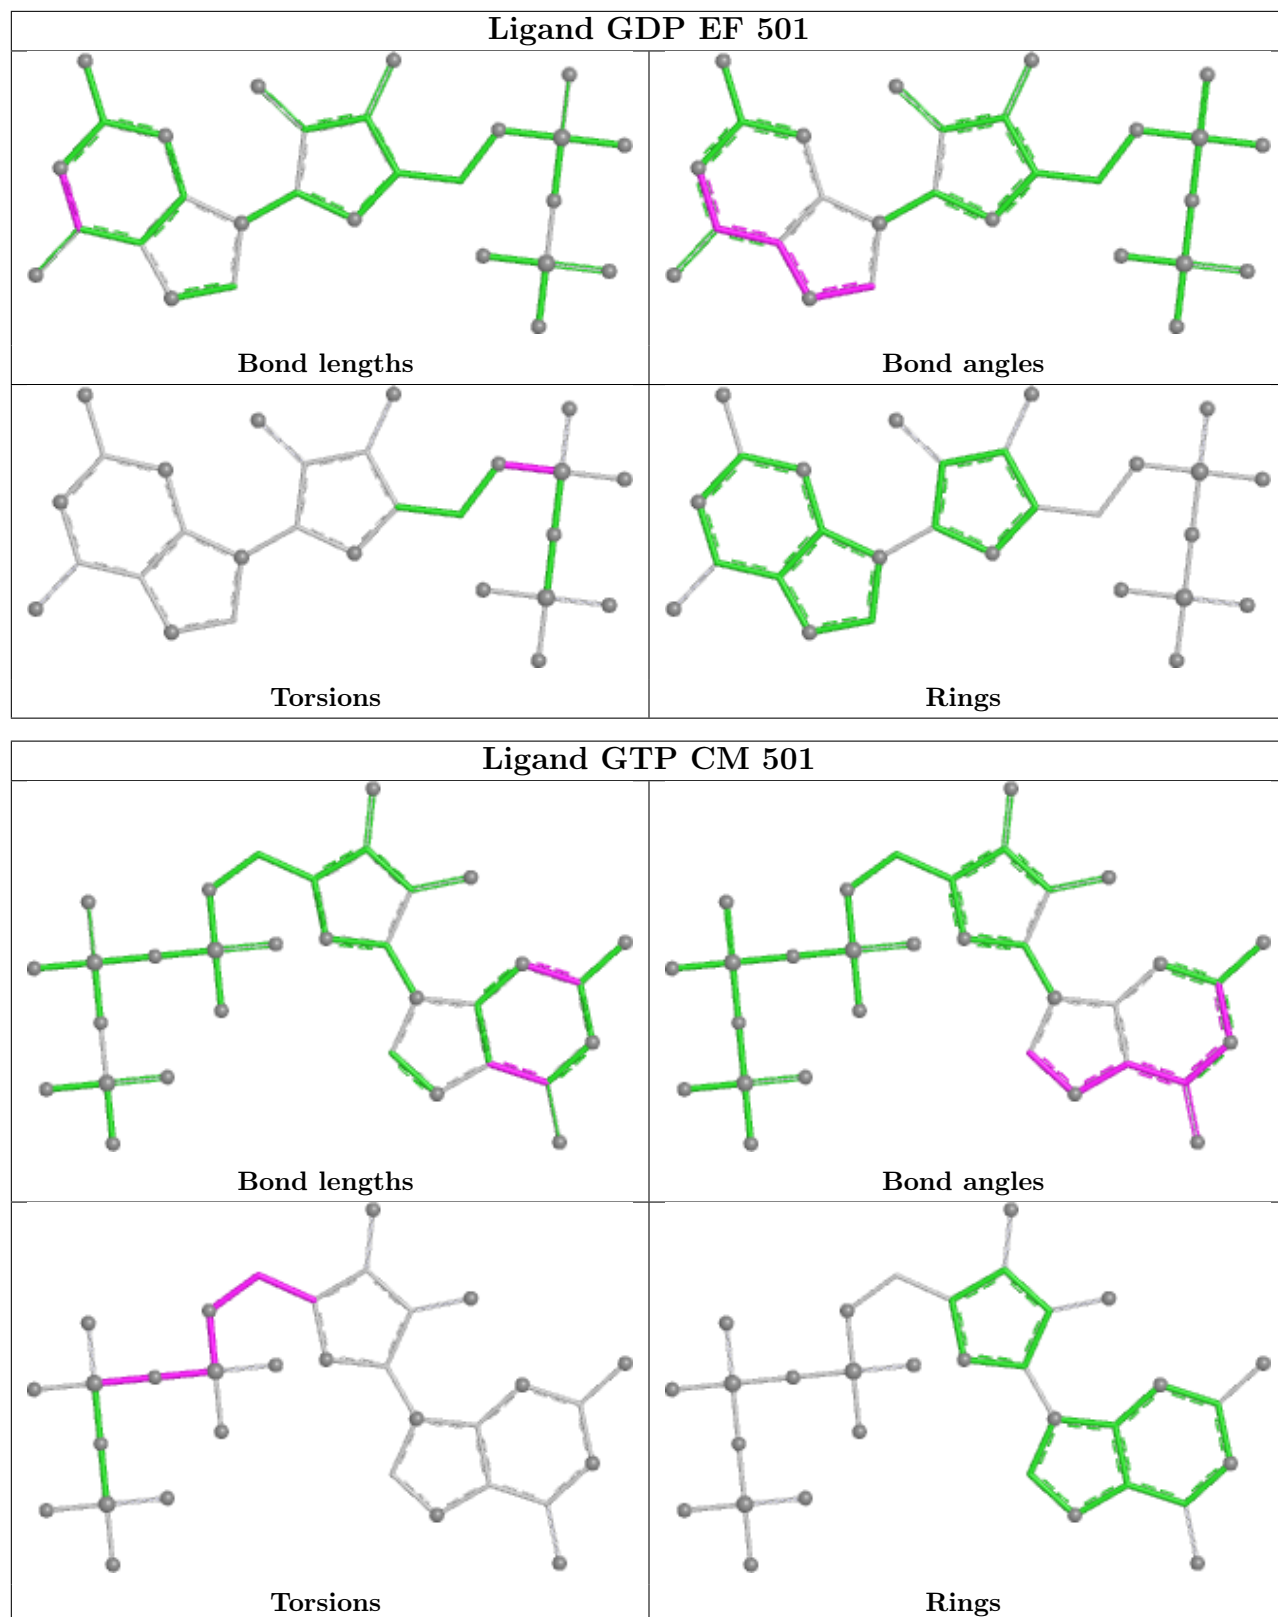 Ligand GDP EF 501
Bond lengths
Bond angles
Torsions
Rings
Ligand GTP CM 501
Bond lengths
Bond angles
Torsions
Rings